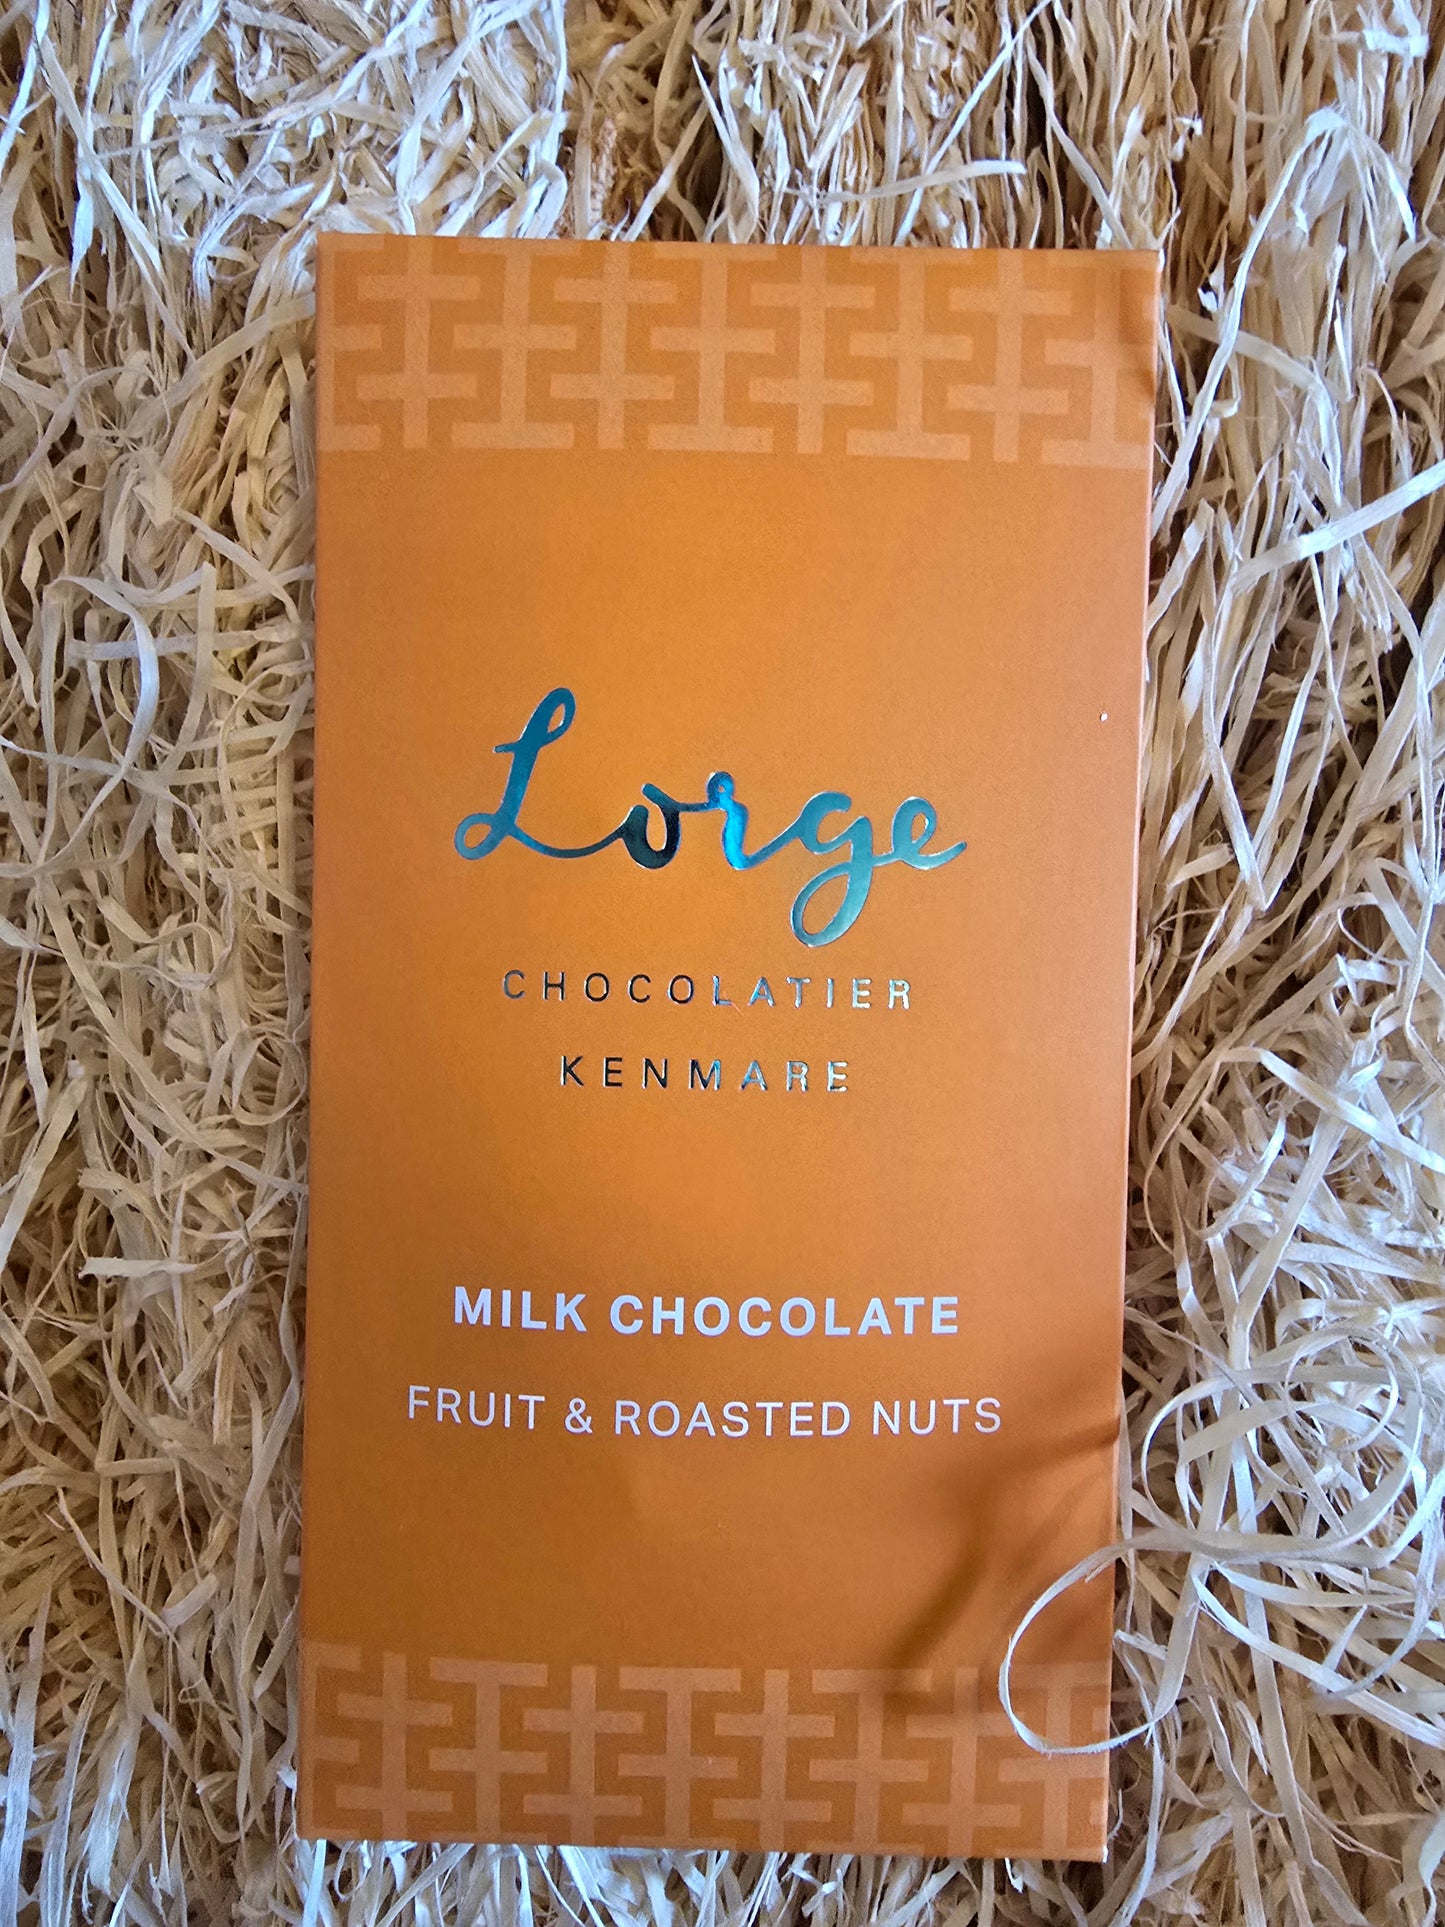 Lorge
CHOCOLATIER
KENMARE
MILK CHOCOLATE
FRUIT & ROASTED NUTS